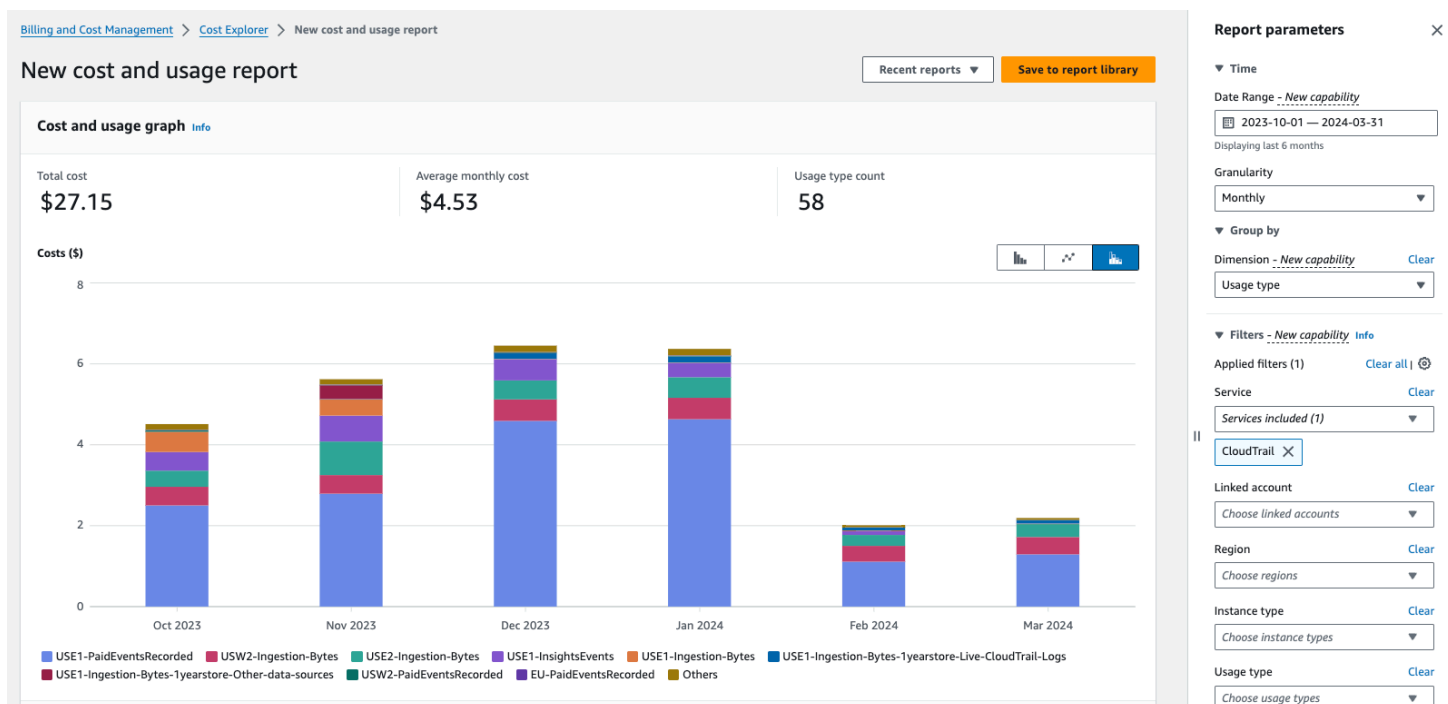 Billing and Cost Management > Cost Explorer > New cost and usage report
New cost and usage report
Recent reports
Save to report library
Cost and usage graph Info
Total cost
$27.15
Average monthly cost
$4.53
Usage type count
58
Costs ($)
8
6
4
2
0
Oct 2023 Nov 2023 Dec 2023 Jan 2024 Feb 2024 Mar 2024
USE1-PaidEventsRecorded USW2-Ingestion-Bytes USE2-Ingestion-Bytes USE1-InsightsEvents USE1-Ingestion-Bytes USE1-Ingestion-Bytes-1yearstore-Live-CloudTrail-Logs
USE1-Ingestion-Bytes-1yearstore-Other-data-sources USW2-PaidEventsRecorded EU-PaidEventsRecorded Others
Report parameters
Time
Date Range - New capability
2023-10-01 — 2024-03-31
Displaying last 6 months
Granularity
Monthly
Group by
Dimension - New capability Clear
Usage type
Filters - New capability Info
Applied filters (1) Clear all |
Service Clear
Services included (1)
CloudTrail
Linked account Clear
Choose linked accounts
Region Clear
Choose regions
Instance type Clear
Choose instance types
Usage type Clear
Choose usage types